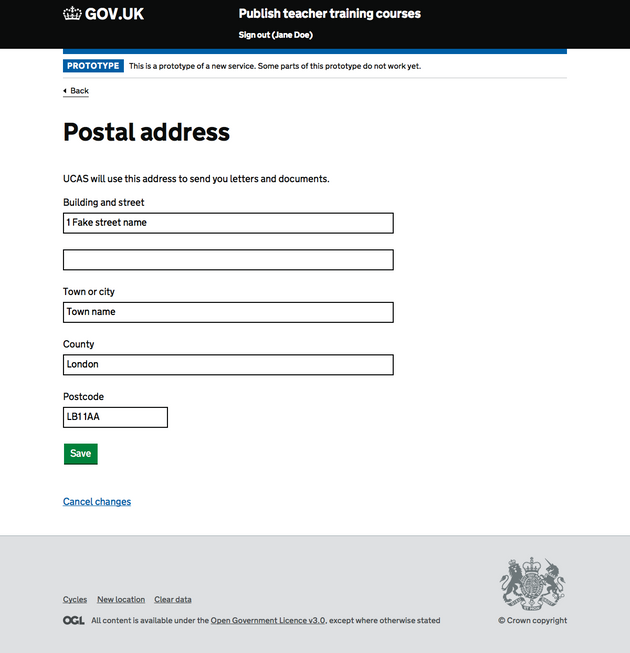 GOV.UK
Publish teacher training courses
Sign out (Jane Doe)
PROTOTYPE This is a prototype of a new service. Some parts of this prototype do not work yet.
Back
Postal address
UCAS will use this address to send you letters and documents.
Building and street
1 Fake street name
Town or city
Town name
County
London
Postcode
LB1 1AA
Save
Cancel changes
Cycles New location Clear data
OGL All content is available under the Open Government Licence v3.0, except where otherwise stated
© Crown copyright